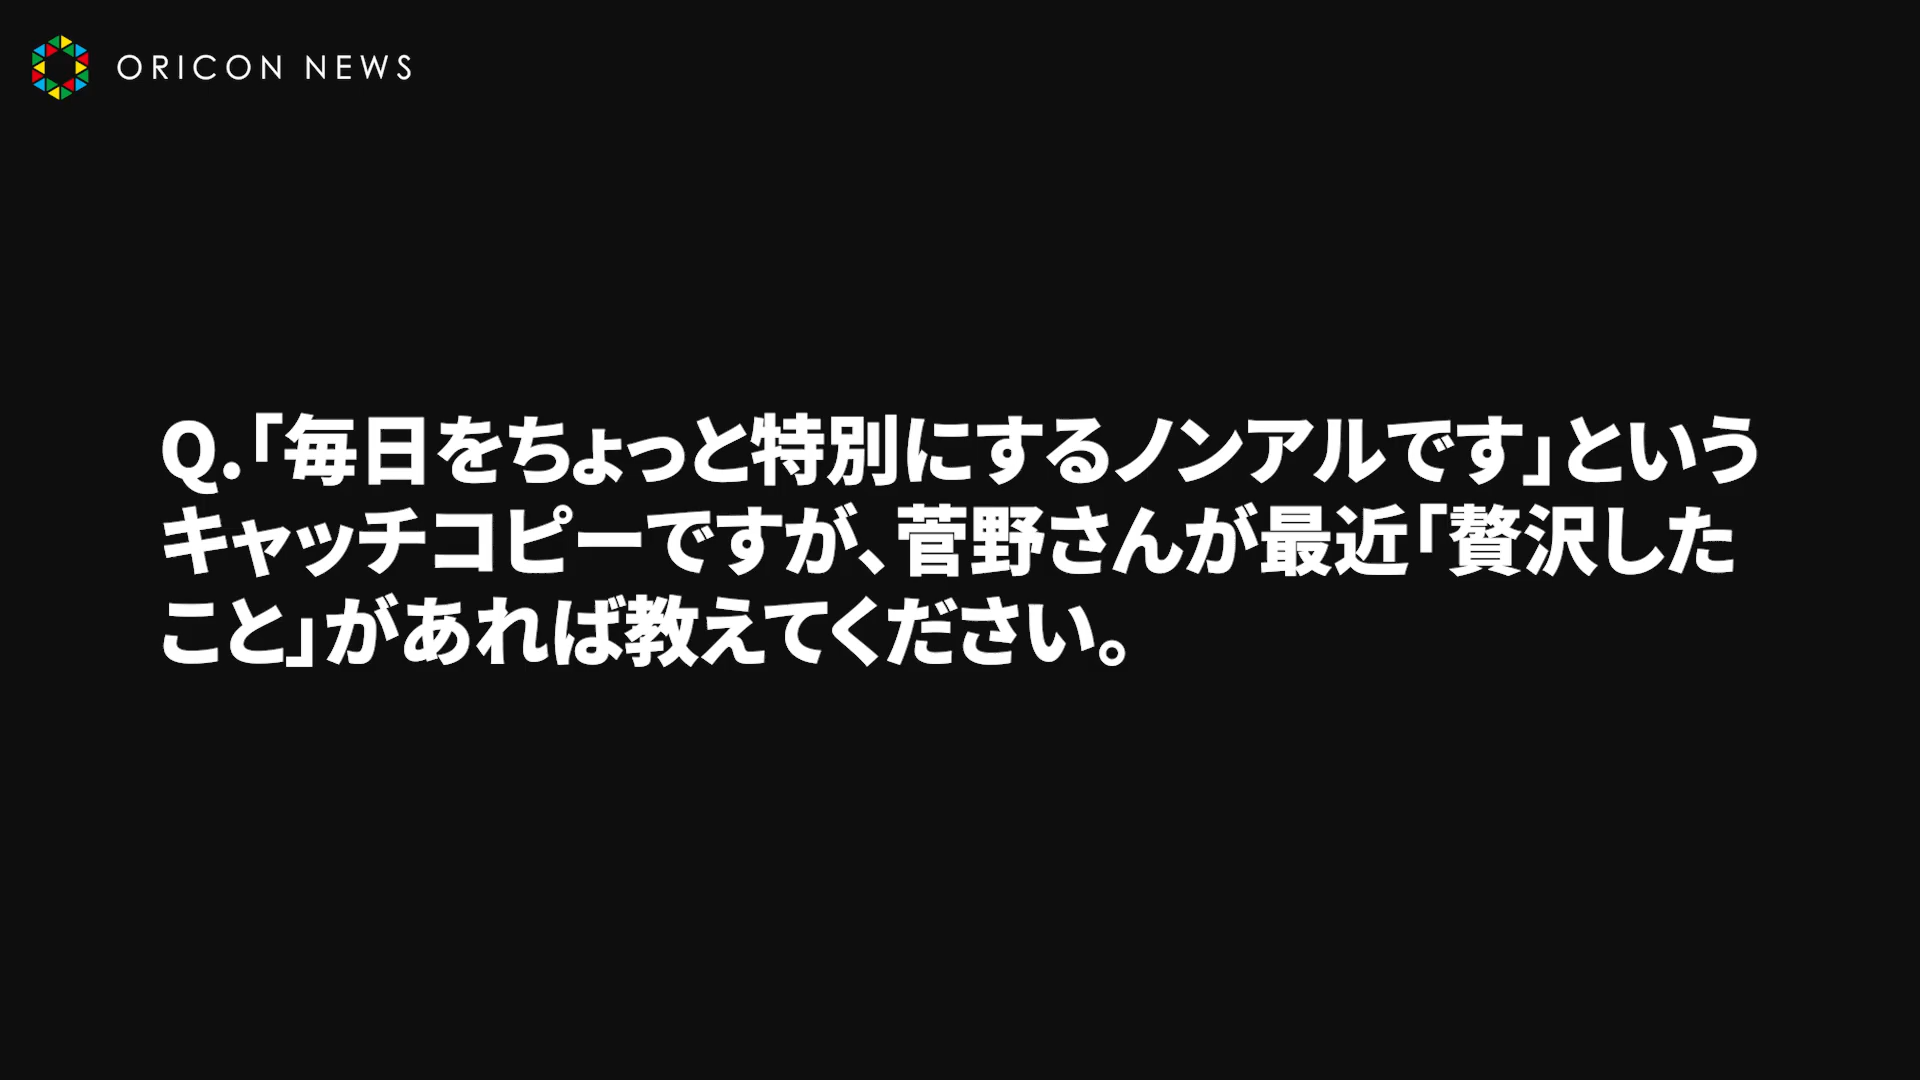 ORICON NEWS
Q.「毎日をちょっと特別にするノンアルです」という
キャッチコピーですが、菅野さんが最近「贅沢した
こと」があれば教えてください。